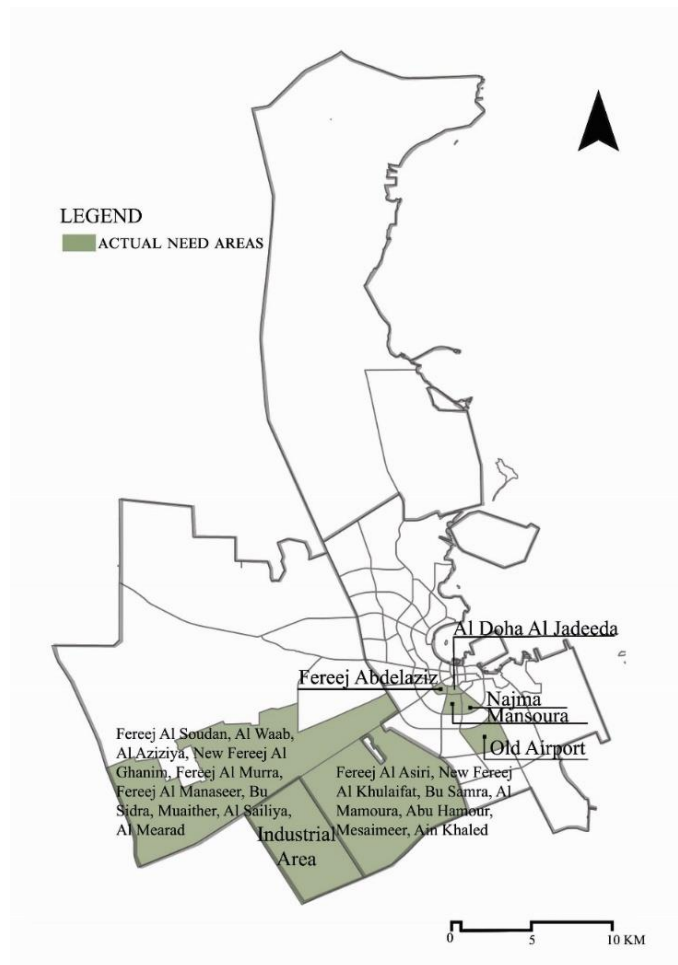 LEGEND
ACTUAL NEED AREAS
Al Doha Al Jadeeda
Fereej Abdelaziz
Najma
Mansoura
Old Airport
Fereej Al Soudan, Al Waab,
Al Aziziya, New Fereej Al
Ghanim, Fereej Al Murra,
Fereej Al Manaseer, Bu
Sidra, Muaither, Al Sailiya,
Al Mearad
Fereej Al Asiri, New Fereej
Al Khulaifat, Bu Samra, Al
Mamoura, Abu Hamour,
Mesaimeer, Ain Khaled
Industrial
Area
0 5 10 KM